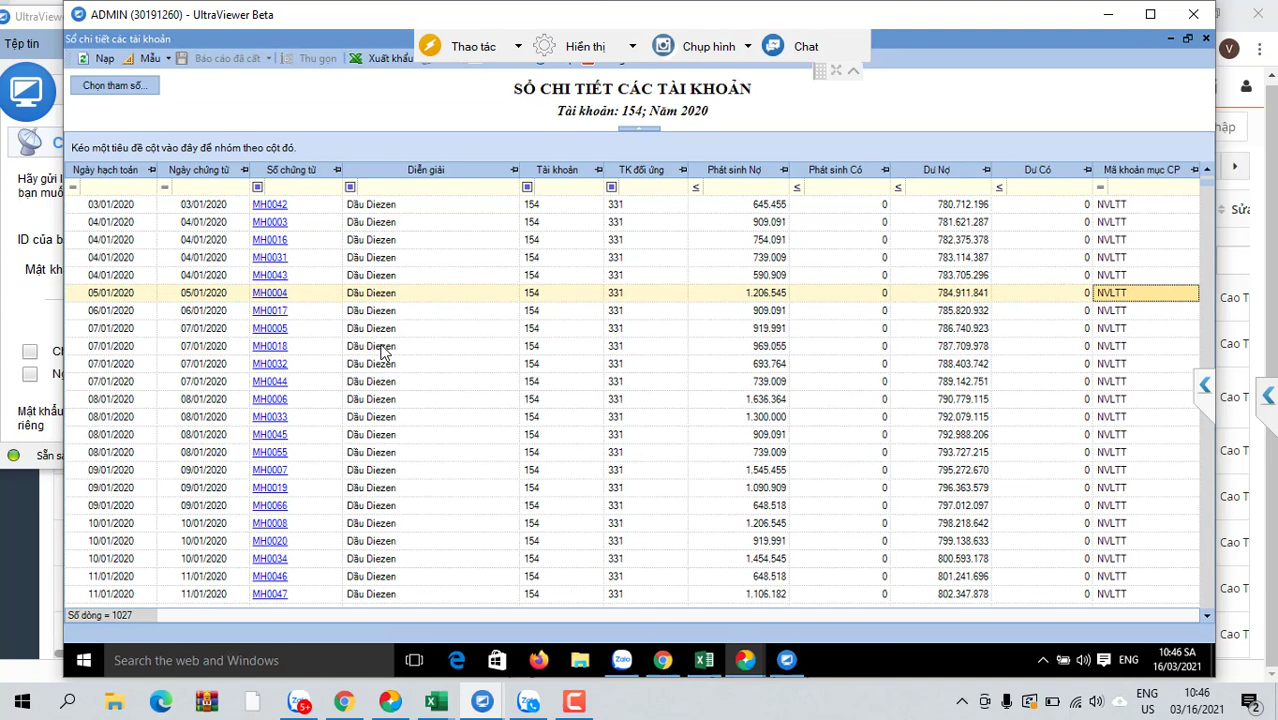 UltraView
ADMIN (30191260) - UltraViewer Beta
Tệp tin
Sổ chi tiết các tài khoản
Thao tác Hiển thị Chụp hình Chat
Nạp Mẫu Báo cáo đã cất Thu gọn Xuất khẩu
Chọn tham số...
SỔ CHI TIẾT CÁC TÀI KHOẢN
Tài khoản: 154; Năm 2020
Kéo một tiêu đề cột vào đây để nhóm theo cột đó.
Ngày hạch toán Ngày chứng từ Số chứng từ Diễn giải Tài khoản TK đối ứng Phát sinh Nợ Phát sinh Có Dư Nợ Dư Có Mã khoản mục CP
= = ≤ ≤ ≤ ≤ =
03/01/2020 03/01/2020 MH0042 Dầu Diezen 154 331 645.455 0 780.712.196 0 NVLTT
04/01/2020 04/01/2020 MH0003 Dầu Diezen 154 331 909.091 0 781.621.287 0 NVLTT
04/01/2020 04/01/2020 MH0016 Dầu Diezen 154 331 754.091 0 782.375.378 0 NVLTT
04/01/2020 04/01/2020 MH0031 Dầu Diezen 154 331 739.009 0 783.114.387 0 NVLTT
04/01/2020 04/01/2020 MH0043 Dầu Diezen 154 331 590.909 0 783.705.296 0 NVLTT
05/01/2020 05/01/2020 MH0004 Dầu Diezen 154 331 1.206.545 0 784.911.841 0 NVLTT
06/01/2020 06/01/2020 MH0017 Dầu Diezen 154 331 909.091 0 785.820.932 0 NVLTT
07/01/2020 07/01/2020 MH0005 Dầu Diezen 154 331 919.991 0 786.740.923 0 NVLTT
07/01/2020 07/01/2020 MH0018 Dầu Diezen 154 331 969.055 0 787.709.978 0 NVLTT
07/01/2020 07/01/2020 MH0032 Dầu Diezen 154 331 693.764 0 788.403.742 0 NVLTT
07/01/2020 07/01/2020 MH0044 Dầu Diezen 154 331 739.009 0 789.142.751 0 NVLTT
08/01/2020 08/01/2020 MH0006 Dầu Diezen 154 331 1.636.364 0 790.779.115 0 NVLTT
08/01/2020 08/01/2020 MH0033 Dầu Diezen 154 331 1.300.000 0 792.079.115 0 NVLTT
08/01/2020 08/01/2020 MH0045 Dầu Diezen 154 331 909.091 0 792.988.206 0 NVLTT
08/01/2020 08/01/2020 MH0055 Dầu Diezen 154 331 739.009 0 793.727.215 0 NVLTT
09/01/2020 09/01/2020 MH0007 Dầu Diezen 154 331 1.545.455 0 795.272.670 0 NVLTT
09/01/2020 09/01/2020 MH0019 Dầu Diezen 154 331 1.090.909 0 796.363.579 0 NVLTT
09/01/2020 09/01/2020 MH0066 Dầu Diezen 154 331 648.518 0 797.012.097 0 NVLTT
10/01/2020 10/01/2020 MH0008 Dầu Diezen 154 331 1.206.545 0 798.218.642 0 NVLTT
10/01/2020 10/01/2020 MH0020 Dầu Diezen 154 331 919.991 0 799.138.633 0 NVLTT
10/01/2020 10/01/2020 MH0034 Dầu Diezen 154 331 1.454.545 0 800.593.178 0 NVLTT
11/01/2020 11/01/2020 MH0046 Dầu Diezen 154 331 648.518 0 801.241.696 0 NVLTT
11/01/2020 11/01/2020 MH0047 Dầu Diezen 154 331 1.106.182 0 802.347.878 0 NVLTT
Số dòng = 1027
Hãy gửi l
bạn muố
ID của b
Mật kh
Mật khẩu
riêng
Sẵn sà
V
hập
Sửa
Cao T
Cao T
Cao T
Cao T
Cao T
Cao T
Cao T
Search the web and Windows
Zalo
ENG
10:46 SA
16/03/2021
Zalo 5+
Zalo
ENG
US
10:46
03/16/2021
2